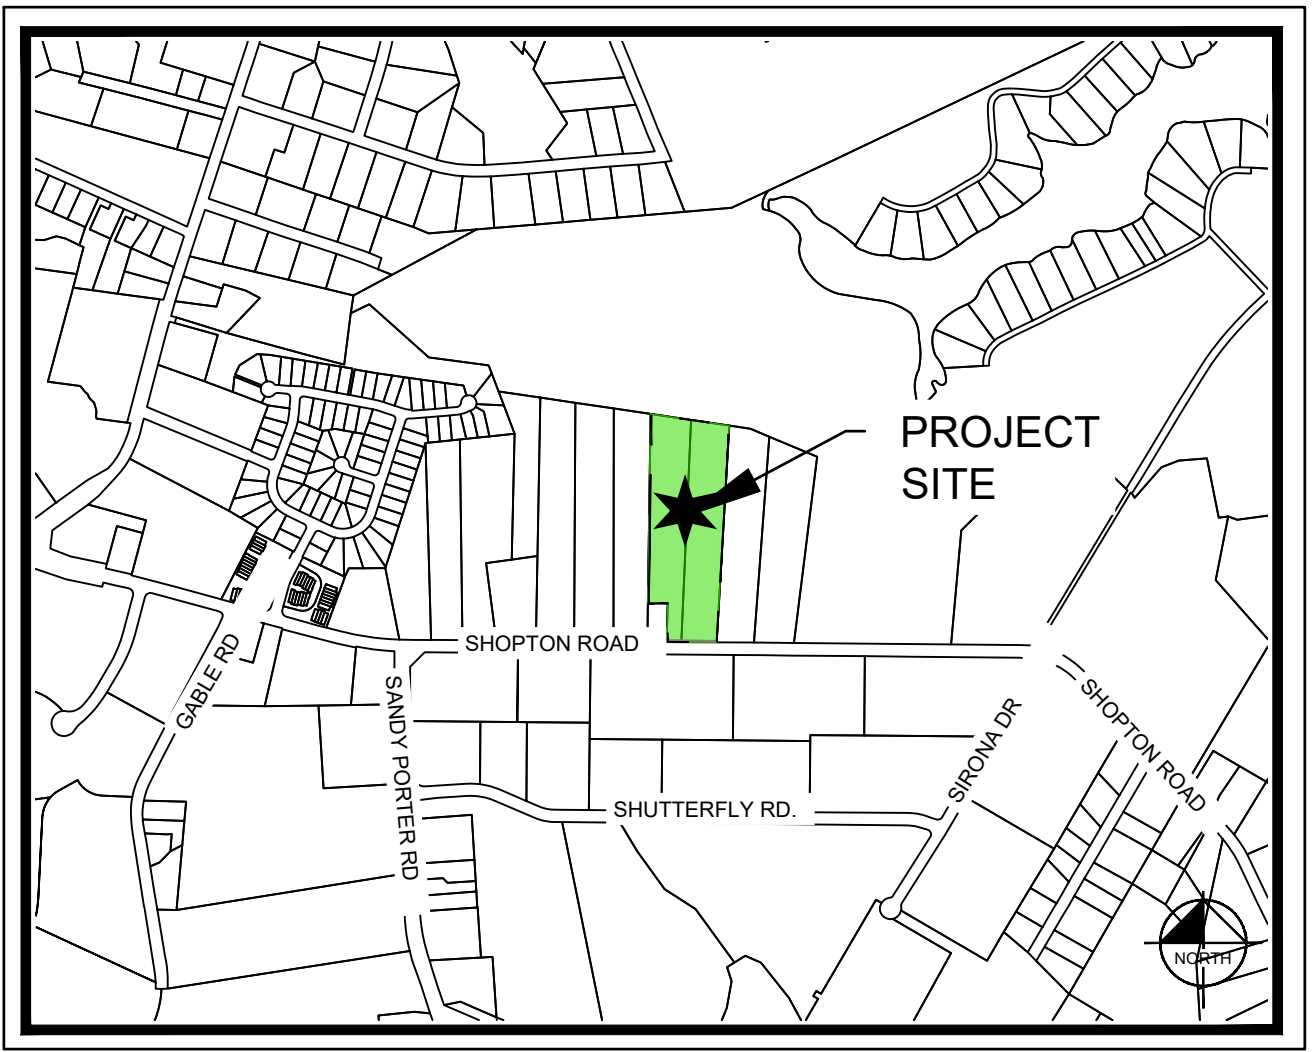 PROJECT
SITE
SHOPTON ROAD
GABLE RD
SANDY PORTER RD
SHOPTON ROAD
SIRONA DR
SHUTTERFLY RD.
NORTH